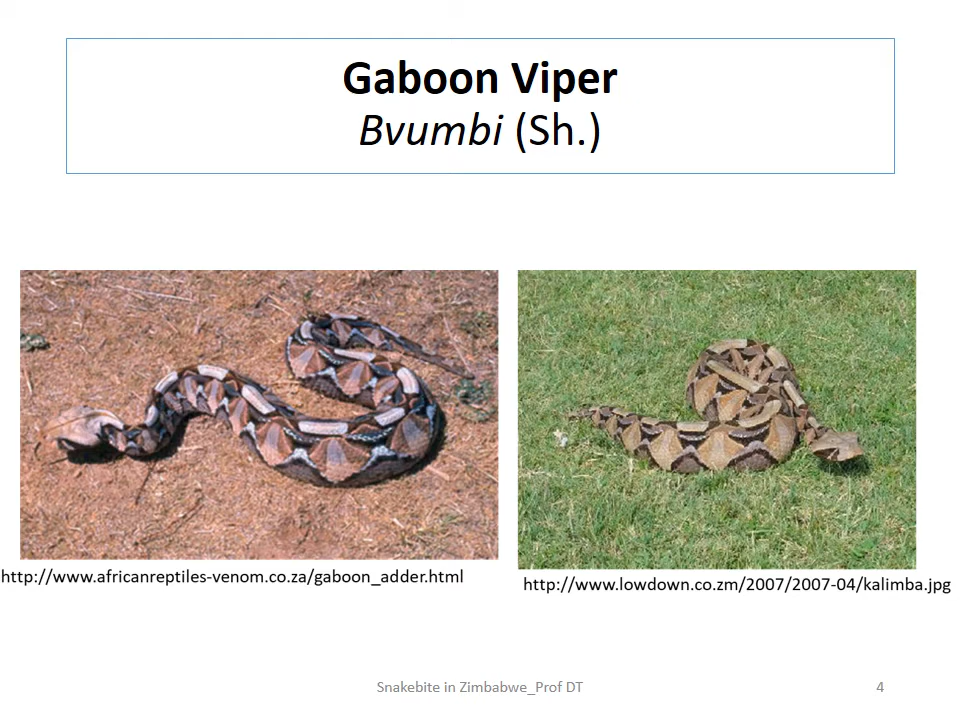 Gaboon Viper
Bvumbi (Sh.)
http://www.africanreptiles-venom.co.za/gaboon_adder.html
http://www.lowdown.co.zm/2007/2007-04/kalimba.jpg
Snakebite in Zimbabwe_Prof DT
4